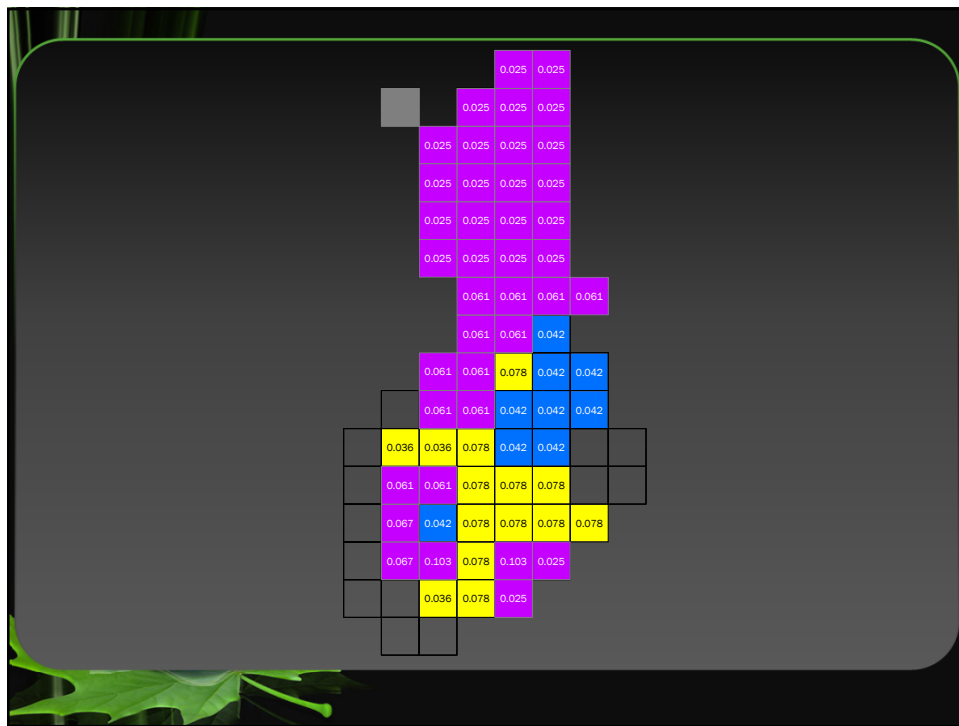 0.025 0.025
0.025 0.025 0.025
0.025 0.025 0.025 0.025
0.025 0.025 0.025 0.025
0.025 0.025 0.025 0.025
0.025 0.025 0.025 0.025
0.061 0.061 0.061 0.061
0.061 0.061 0.042
0.061 0.061 0.078 0.042 0.042
0.061 0.061 0.042 0.042 0.042
0.036 0.036 0.078 0.042 0.042
0.061 0.061 0.078 0.078 0.078
0.067 0.042 0.078 0.078 0.078 0.078
0.067 0.103 0.078 0.103 0.025
0.036 0.078 0.025